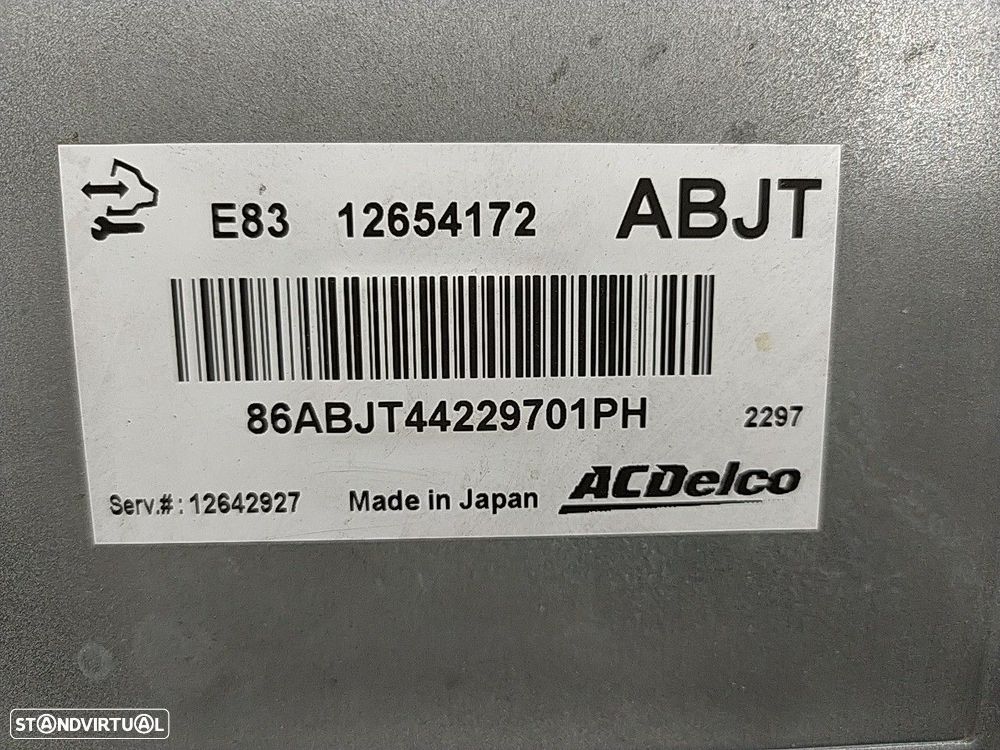 E83 12654172 ABJT
86ABJT44229701PH 2297
Serv.#: 12642927 Made in Japan ACDelco
STANDVIRTUAL